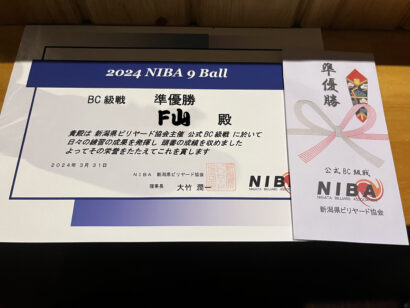 2024 NIBA 9 Ball
BC級戦 準優勝
F山 殿
貴殿は 新潟県ビリヤード協会主催 公式BC級戦 に於いて
日々の練習の成果を発揮し 頭書の成績を収めました
よってその栄誉をたたえてこれを賞します
2024年 3月 31日
NIBA 新潟県ビリヤード協会
理事長 大竹 潤一
NIBA
準優勝
公式BC級戦
NIBA
NIIGATA BILLIARD ASSOCIATION
新潟県ビリヤード協会